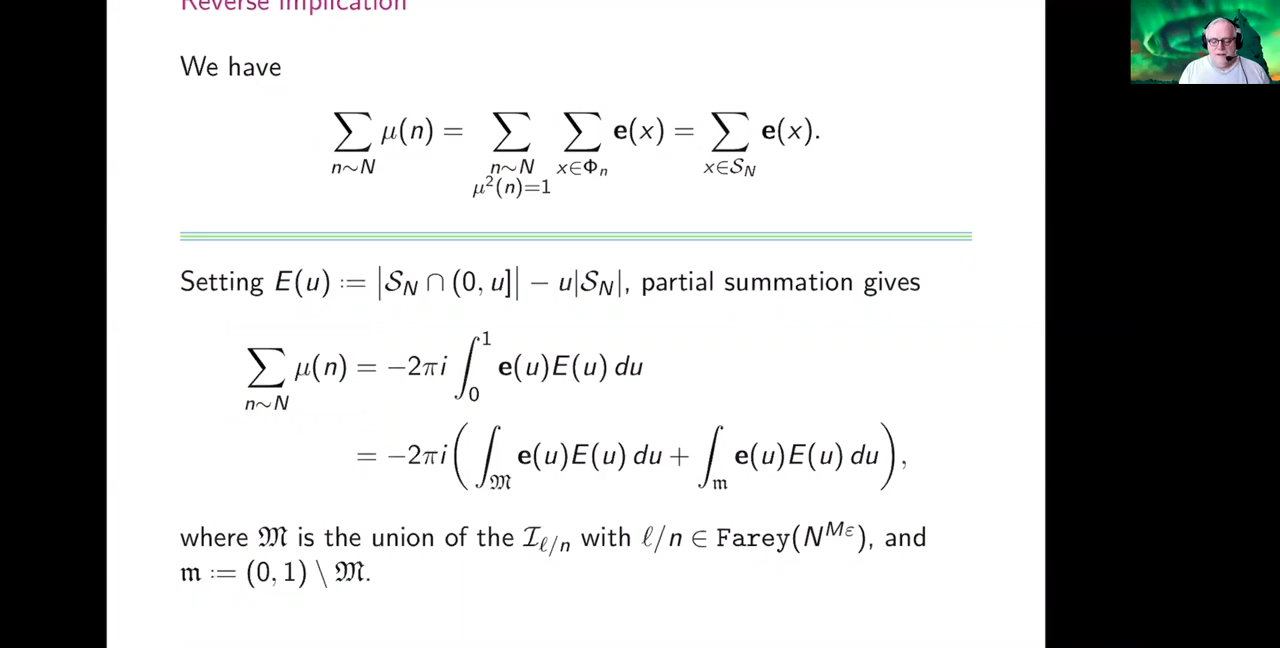 Reverse Implication
We have
∑_{n∼N} μ(n) = ∑_{n∼N, μ²(n)=1} ∑_{x∈Φ_n} e(x) = ∑_{x∈𝒮_N} e(x).
Setting E(u) := |𝒮_N ∩ (0, u]| − u|𝒮_N|, partial summation gives
∑_{n∼N} μ(n) = −2πi ∫_0^1 e(u)E(u) du
= −2πi ( ∫_𝔐 e(u)E(u) du + ∫_𝔪 e(u)E(u) du ),
where 𝔐 is the union of the ℐ_{ℓ/n} with ℓ/n ∈ Farey(N^{Mε}), and
𝔪 := (0, 1) \ 𝔐.